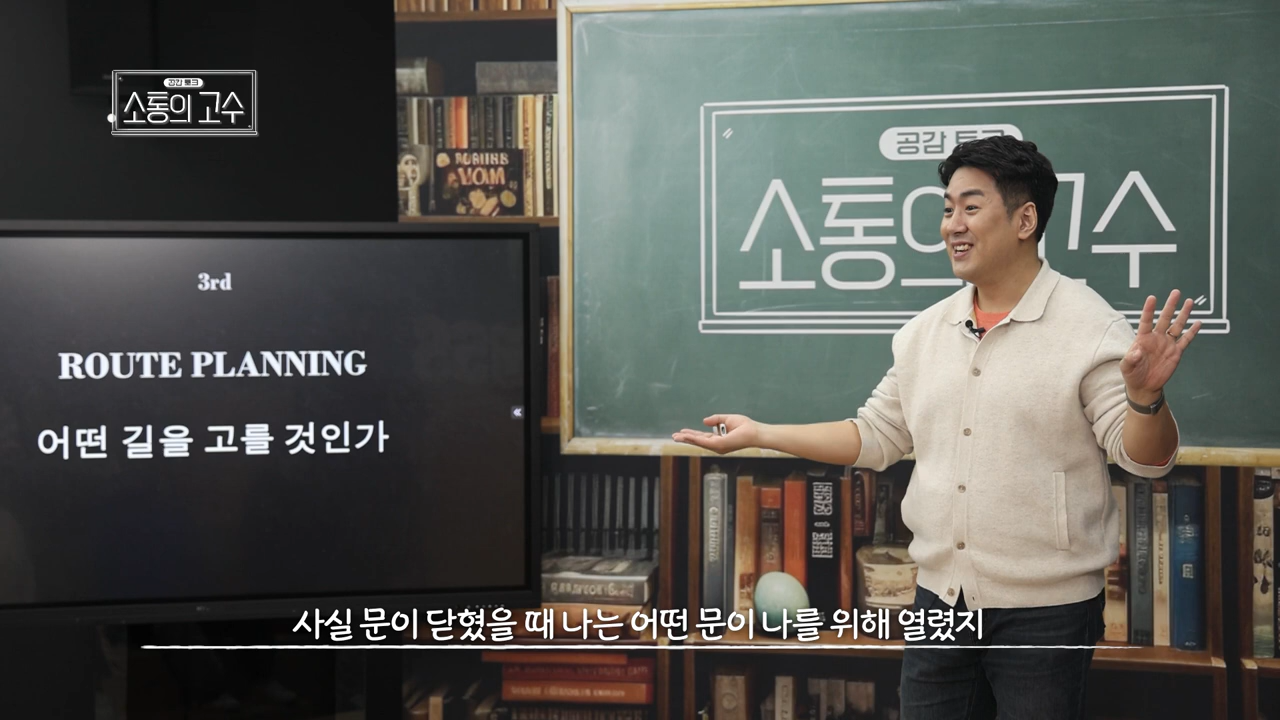 공감 토크
소통의 고수
공감 토크
소통의 고수
3rd
ROUTE PLANNING
어떤 길을 고를 것인가
사실 문이 닫혔을 때 나는 어떤 문이 나를 위해 열렸지